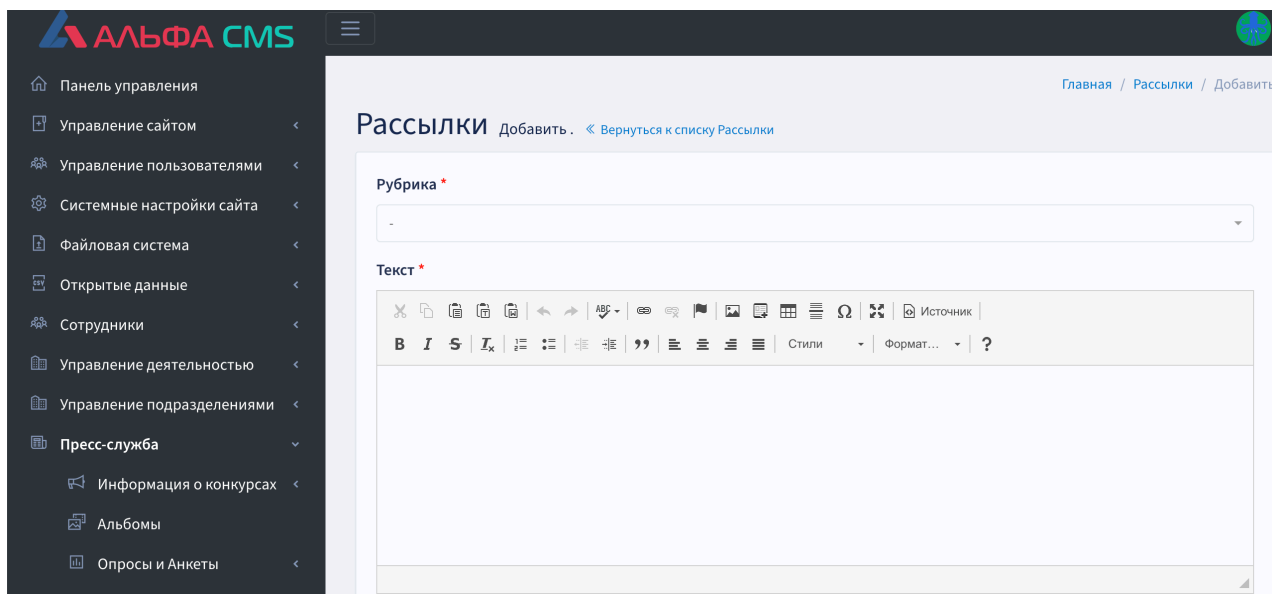 АЛЬФА CMS
Панель управления
Управление сайтом
Управление пользователями
Системные настройки сайта
Файловая система
Открытые данные
Сотрудники
Управление деятельностью
Управление подразделениями
Пресс-служба
Информация о конкурсах
Альбомы
Опросы и Анкеты
Главная / Рассылки / Добавить
Рассылки Добавить . « Вернуться к списку Рассылки
Рубрика *
-
Текст *
ABC Ω Источник
B I S Ix Стили Формат... ?